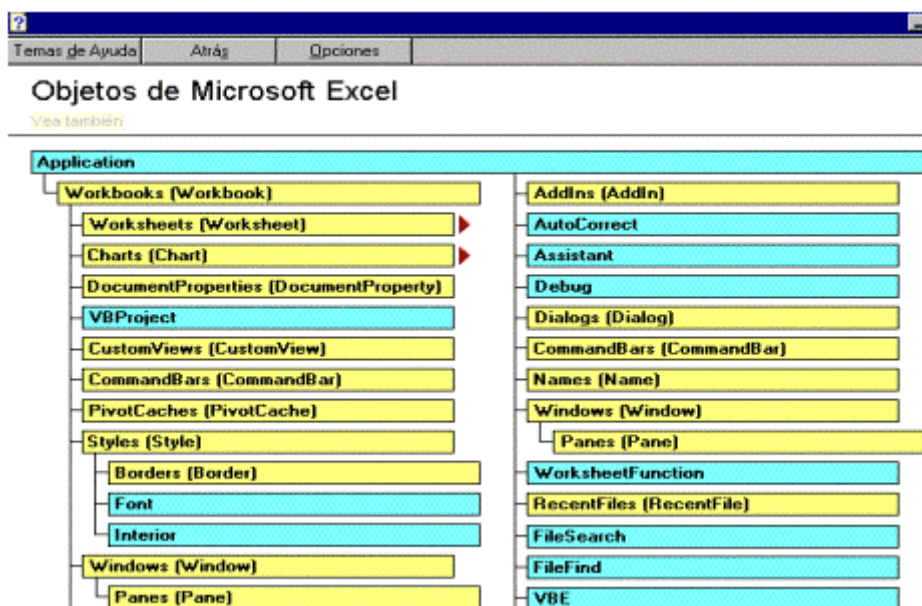 ?
Temas de Ayuda Atrás Opciones
Objetos de Microsoft Excel
Vea también
Application
Workbooks (Workbook)
Worksheets (Worksheet)
Charts (Chart)
DocumentProperties (DocumentProperty)
VBProject
CustomViews (CustomView)
CommandBars (CommandBar)
PivotCaches (PivotCache)
Styles (Style)
Borders (Border)
Font
Interior
Windows (Window)
Panes (Pane)
AddIns (AddIn)
AutoCorrect
Assistant
Debug
Dialogs (Dialog)
CommandBars (CommandBar)
Names (Name)
Windows (Window)
Panes (Pane)
WorksheetFunction
RecentFiles (RecentFile)
FileSearch
FileFind
VBE